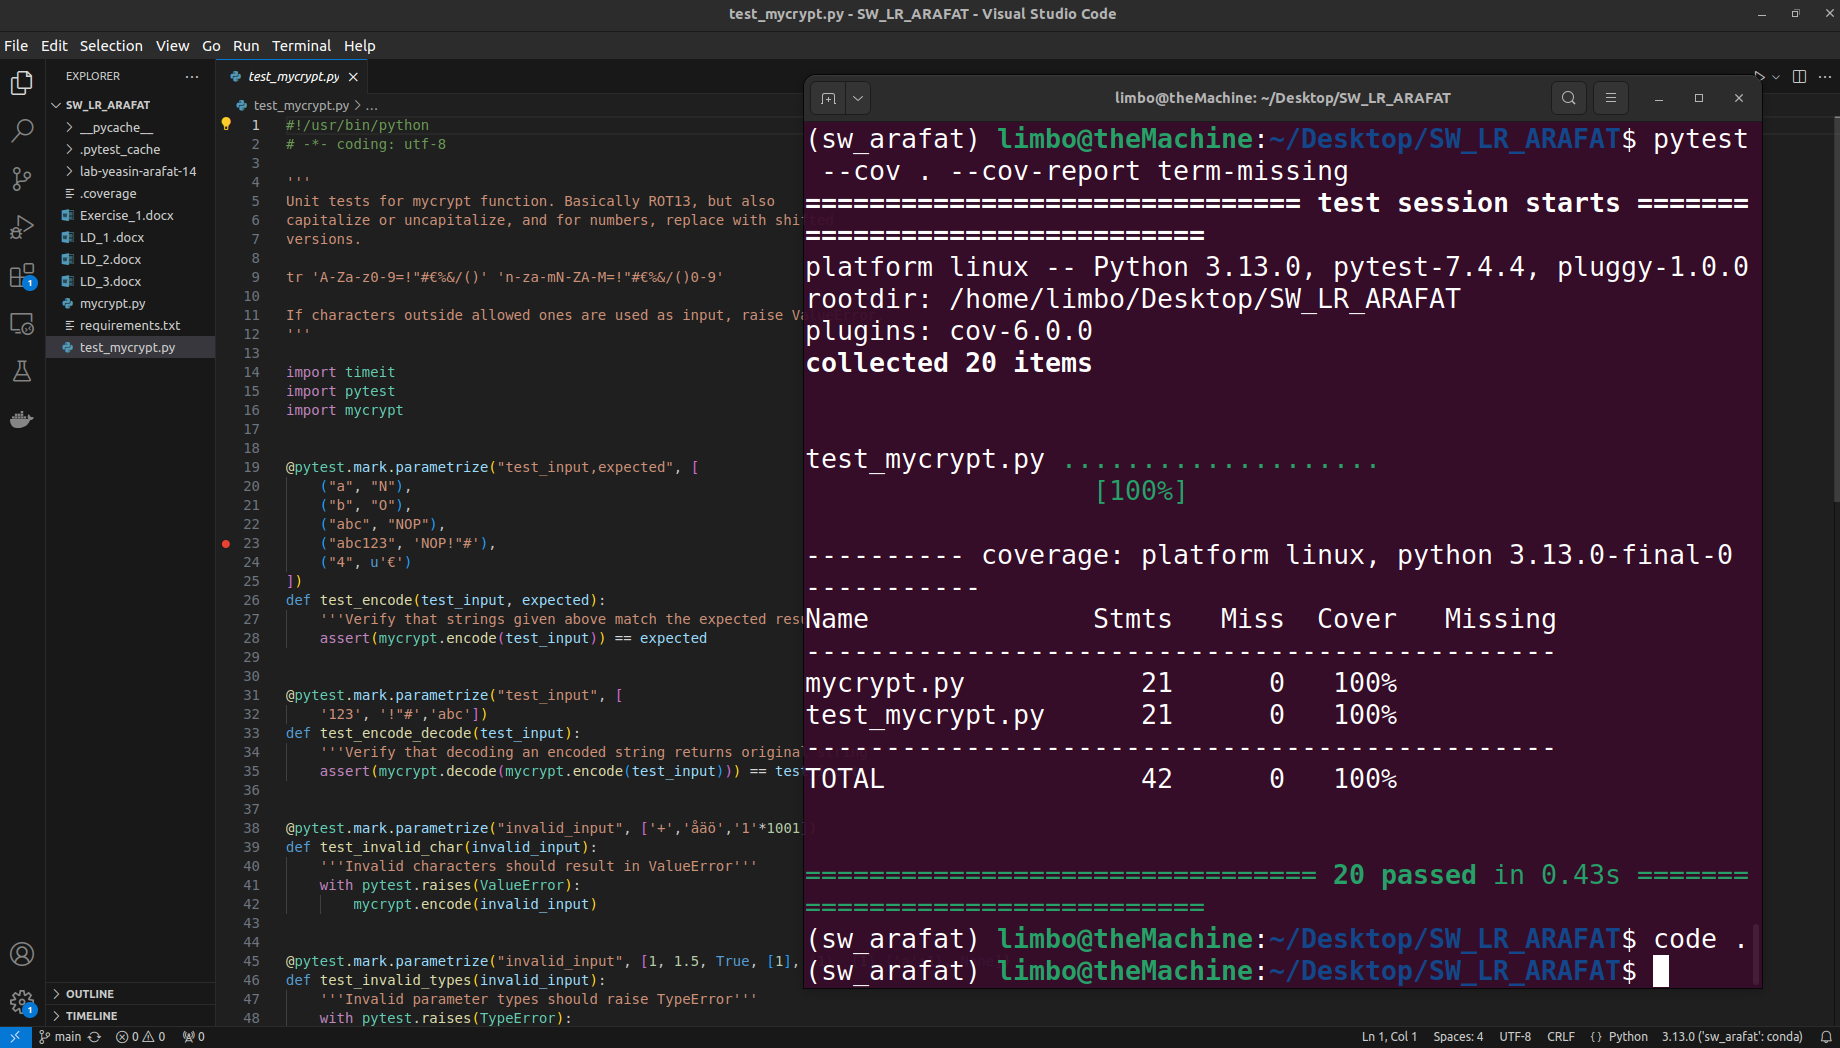 test_mycrypt.py - SW_LR_ARAFAT - Visual Studio Code
File Edit Selection View Go Run Terminal Help
EXPLORER
SW_LR_ARAFAT
__pycache__
.pytest_cache
lab-yeasin-arafat-14
.coverage
Exercise_1.docx
LD_1 .docx
LD_2.docx
LD_3.docx
mycrypt.py
requirements.txt
test_mycrypt.py
OUTLINE
TIMELINE
test_mycrypt.py
test_mycrypt.py > ...
1 #!/usr/bin/python
2 # -*- coding: utf-8
3
4 '''
5 Unit tests for mycrypt function. Basically ROT13, but also
6 capitalize or uncapitalize, and for numbers, replace with shifted
7 versions.
8
9 tr 'A-Za-z0-9=!"#€%&/()' 'n-za-mN-ZA-M=!"#€%&/()0-9'
10
11 If characters outside allowed ones are used as input, raise ValueError
12 '''
13
14 import timeit
15 import pytest
16 import mycrypt
17
18
19 @pytest.mark.parametrize("test_input,expected", [
20 ("a", "N"),
21 ("b", "O"),
22 ("abc", "NOP"),
23 ("abc123", 'NOP!"#'),
24 ("4", u'€')
25 ])
26 def test_encode(test_input, expected):
27 '''Verify that strings given above match the expected resu
28 assert(mycrypt.encode(test_input)) == expected
29
30
31 @pytest.mark.parametrize("test_input", [
32 '123', '!"#','abc'])
33 def test_encode_decode(test_input):
34 '''Verify that decoding an encoded string returns original
35 assert(mycrypt.decode(mycrypt.encode(test_input))) == test
36
37
38 @pytest.mark.parametrize("invalid_input", ['+','åäö','1'*1001])
39 def test_invalid_char(invalid_input):
40 '''Invalid characters should result in ValueError'''
41 with pytest.raises(ValueError):
42 mycrypt.encode(invalid_input)
43
44
45 @pytest.mark.parametrize("invalid_input", [1, 1.5, True, [1],
46 def test_invalid_types(invalid_input):
47 '''Invalid parameter types should raise TypeError'''
48 with pytest.raises(TypeError):
limbo@theMachine: ~/Desktop/SW_LR_ARAFAT
(sw_arafat) limbo@theMachine:~/Desktop/SW_LR_ARAFAT$ pytest
--cov . --cov-report term-missing
=============================== test session starts =======
=========================
platform linux -- Python 3.13.0, pytest-7.4.4, pluggy-1.0.0
rootdir: /home/limbo/Desktop/SW_LR_ARAFAT
plugins: cov-6.0.0
collected 20 items
test_mycrypt.py ....................
[100%]
---------- coverage: platform linux, python 3.13.0-final-0
-----------
Name Stmts Miss Cover Missing
-----------------------------------------------
mycrypt.py 21 0 100%
test_mycrypt.py 21 0 100%
-----------------------------------------------
TOTAL 42 0 100%
================================ 20 passed in 0.43s =======
=========================
(sw_arafat) limbo@theMachine:~/Desktop/SW_LR_ARAFAT$ code .
(sw_arafat) limbo@theMachine:~/Desktop/SW_LR_ARAFAT$
1
1
main 0 0 0 Ln 1, Col 1 Spaces: 4 UTF-8 CRLF {} Python 3.13.0 ('sw_arafat': conda)